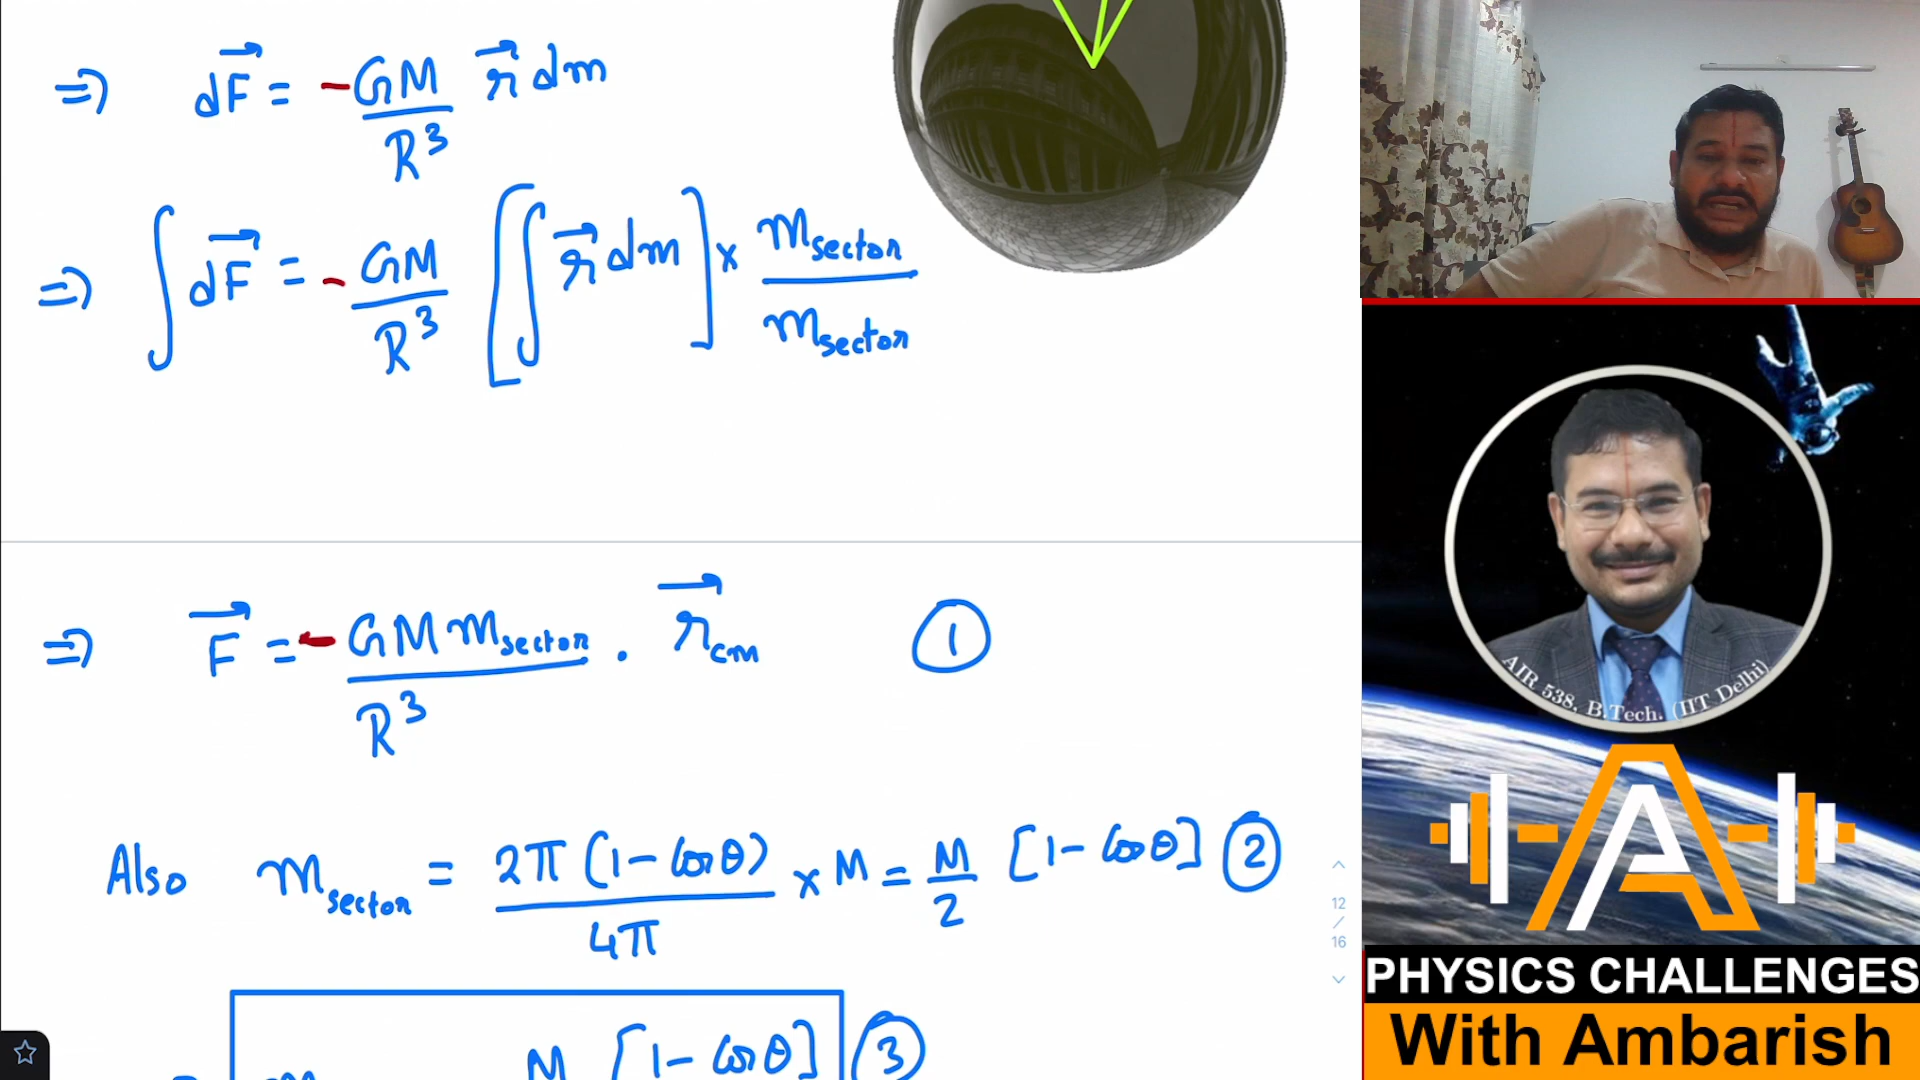 ⇒ dF⃗ = -GM/R³ r⃗ dm
⇒ ∫dF⃗ = -GM/R³ [∫ r⃗ dm] × m_sector/m_sector
⇒ F⃗ = -GM m_sector/R³ . r⃗_cm ①
Also m_sector = 2π(1-cosθ)/4π × M = M/2 [1-cosθ] ②
M [1-cosθ] ③
12
/
16
AIR 538, B.Tech. (IIT Delhi)
A
PHYSICS CHALLENGES
With Ambarish